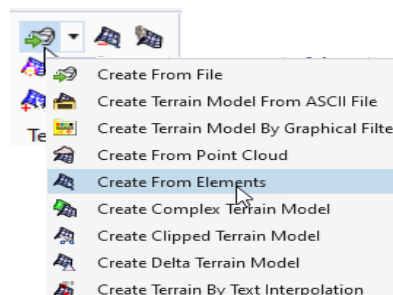 Create From File
Create Terrain Model From ASCII File
Te
Create Terrain Model By Graphical Filte
Create From Point Cloud
Create From Elements
Create Complex Terrain Model
Create Clipped Terrain Model
Create Delta Terrain Model
Create Terrain By Text Interpolation